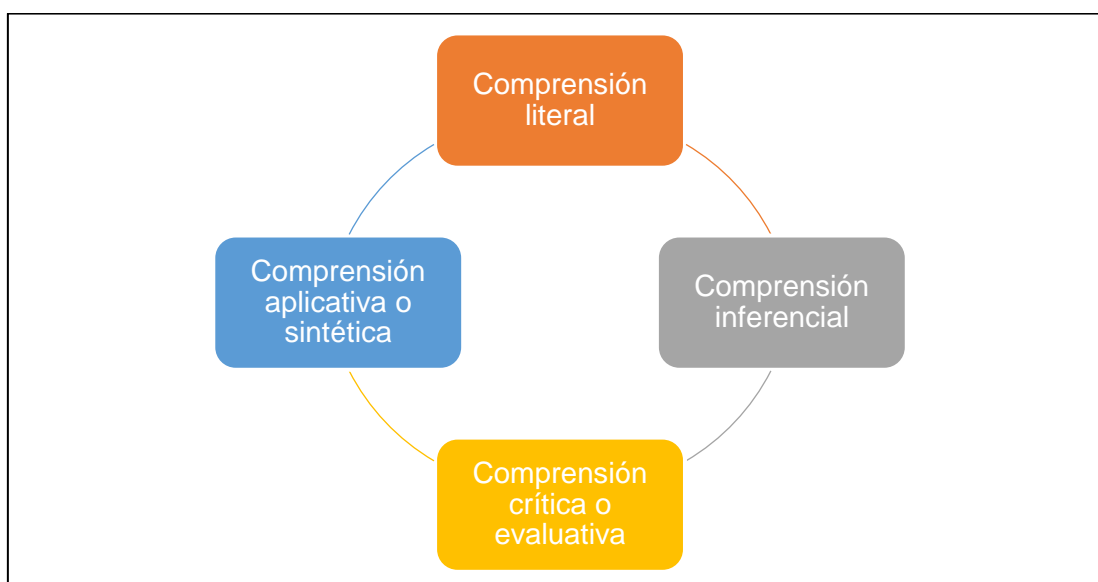 Comprensión
literal
Comprensión
inferencial
Comprensión
crítica o
evaluativa
Comprensión
aplicativa o
sintética